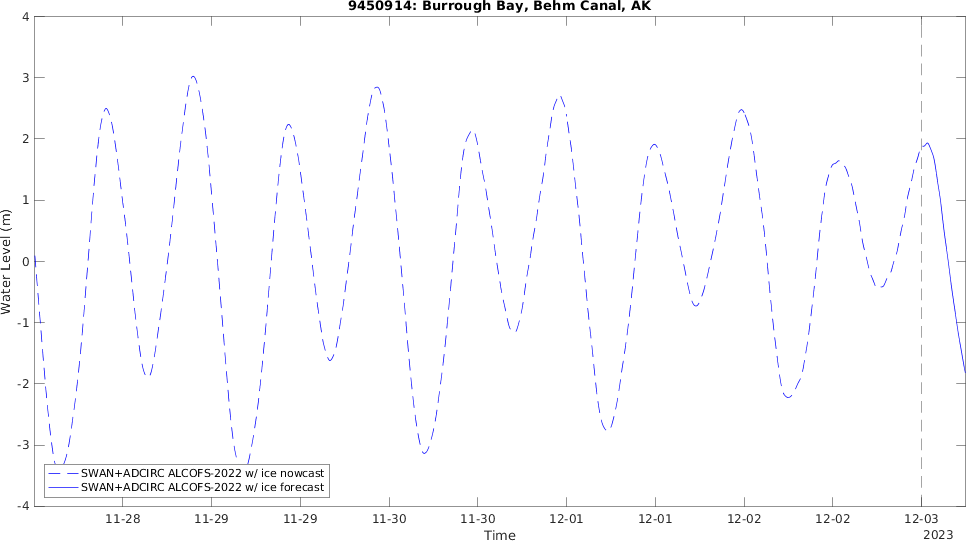 9450914: Burrough Bay, Behm Canal, AK
4
3
2
1
0
-1
-2
-3
-4
Water Level (m)
SWAN+ADCIRC ALCOFS-2022 w/ ice nowcast
SWAN+ADCIRC ALCOFS-2022 w/ ice forecast
11-28 11-29 11-29 11-30 11-30 12-01 12-01 12-02 12-02 12-03
Time
2023